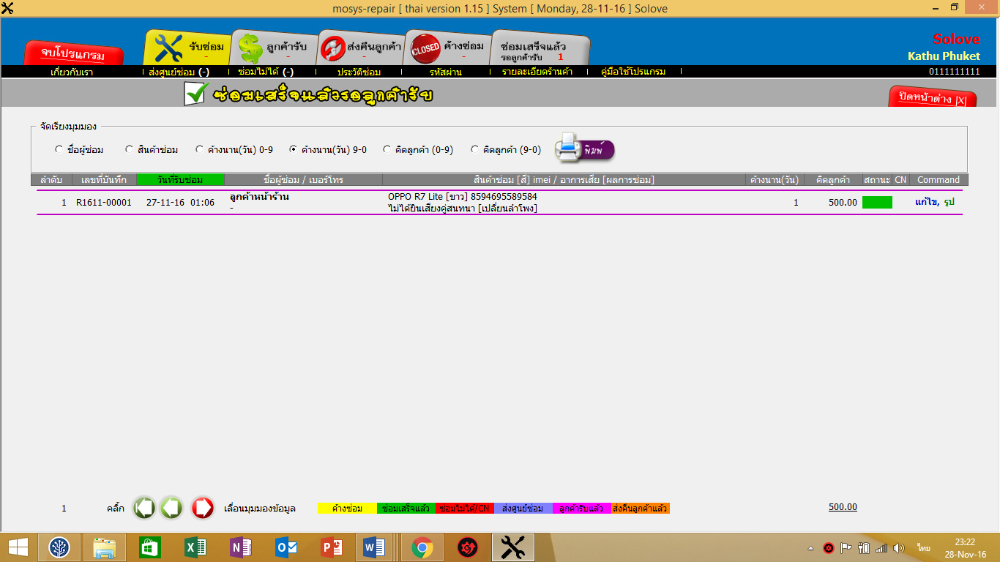 mosys-repair [ thai version 1.15 ] System [ Monday, 28-11-16 ] Solove
จบโปรแกรม
รับซ่อม
-
ลูกค้ารับ
-
ส่งคืนลูกค้า
-
CLOSED
ค้างซ่อม
-
ซ่อมเสร็จแล้ว
รอลูกค้ารับ 1
Solove
Kathu Phuket
เกี่ยวกับเรา
ส่งศูนย์ซ่อม (-)
ซ่อมไม่ได้ (-)
ประวัติซ่อม
รหัสผ่าน
รายละเอียดร้านค้า
คู่มือใช้โปรแกรม
0111111111
ซ่อมเสร็จแล้วรอลูกค้ารับ
ปิดหน้าต่าง |X|
จัดเรียงมุมมอง
ชื่อผู้ซ่อม
สินค้าซ่อม
ค้างนาน(วัน) 0-9
ค้างนาน(วัน) 9-0
คิดลูกค้า (0-9)
คิดลูกค้า (9-0)
พิมพ์
ลำดับ เลขที่บันทึก วันที่รับซ่อม ชื่อผู้ซ่อม / เบอร์โทร สินค้าซ่อม [สี] imei / อาการเสีย [ผลการซ่อม] ค้างนาน(วัน) คิดลูกค้า สถานะ CN Command
1 R1611-00001 27-11-16 01:06 ลูกค้าหน้าร้าน OPPO R7 Lite [ขาว] 8594695589584 1 500.00 แก้ไข, รูป
- ไม่ได้ยินเสียงคู่สนทนา [เปลี่ยนลำโพง]
1 คลิ๊ก เลื่อนมุมมองข้อมูล ค้างซ่อม ซ่อมเสร็จแล้ว ซ่อมไม่ได้/CN ส่งศูนย์ซ่อม ลูกค้ารับแล้ว ส่งคืนลูกค้าแล้ว 500.00
ไทย
23:22
28-Nov-16